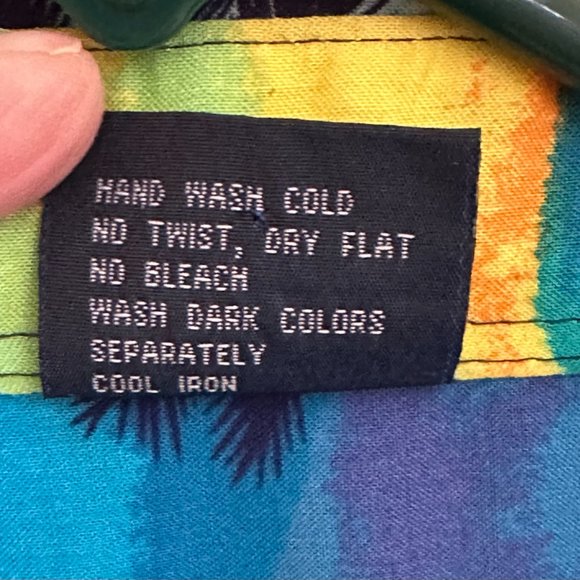 HAND WASH COLD
NO TWIST, DRY FLAT
NO BLEACH
WASH DARK COLORS
SEPARATELY
COOL IRON